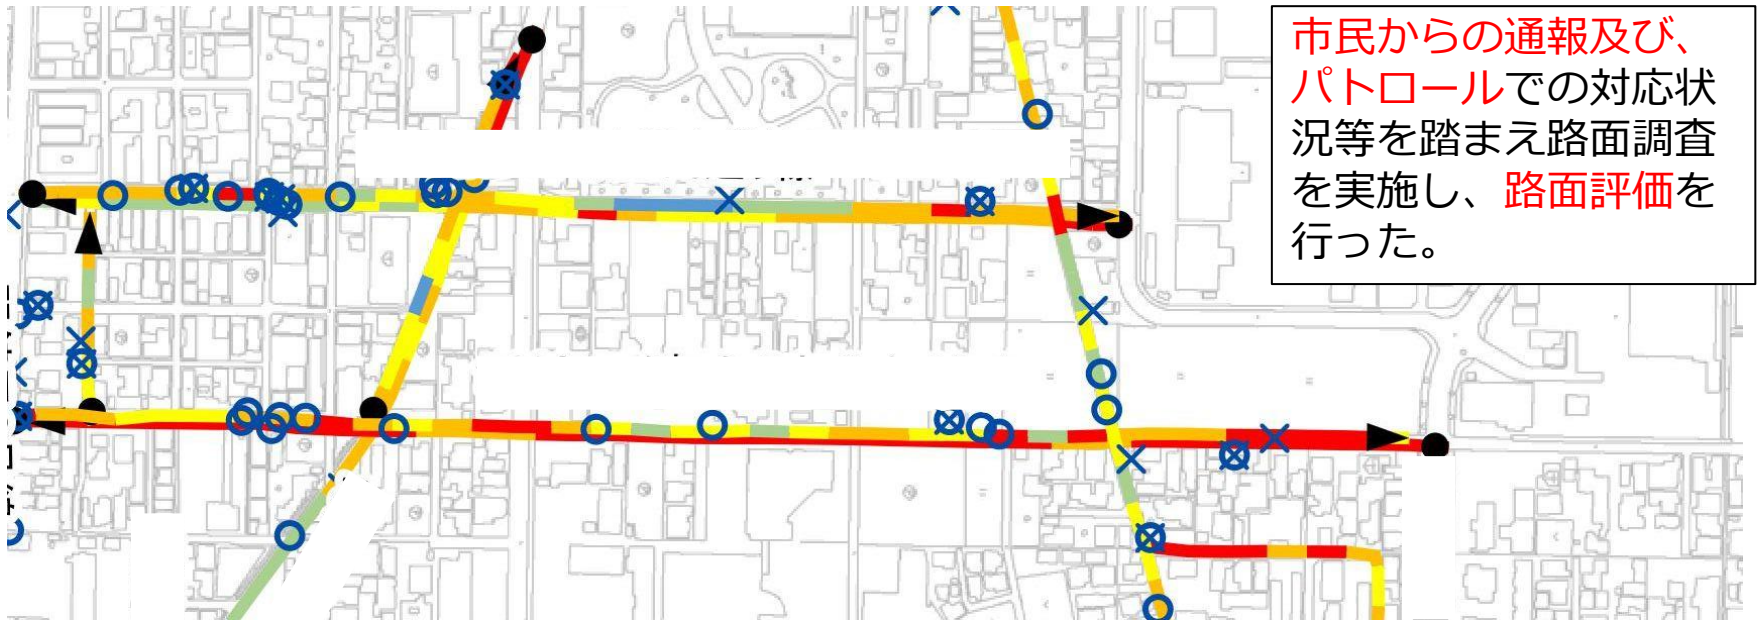 市民からの通報及び、
パトロールでの対応状
況等を踏まえ路面調査
を実施し、路面評価を
行った。